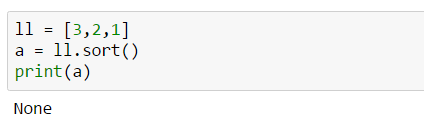 ll = [3,2,1]
a = ll.sort()
print(a)
None